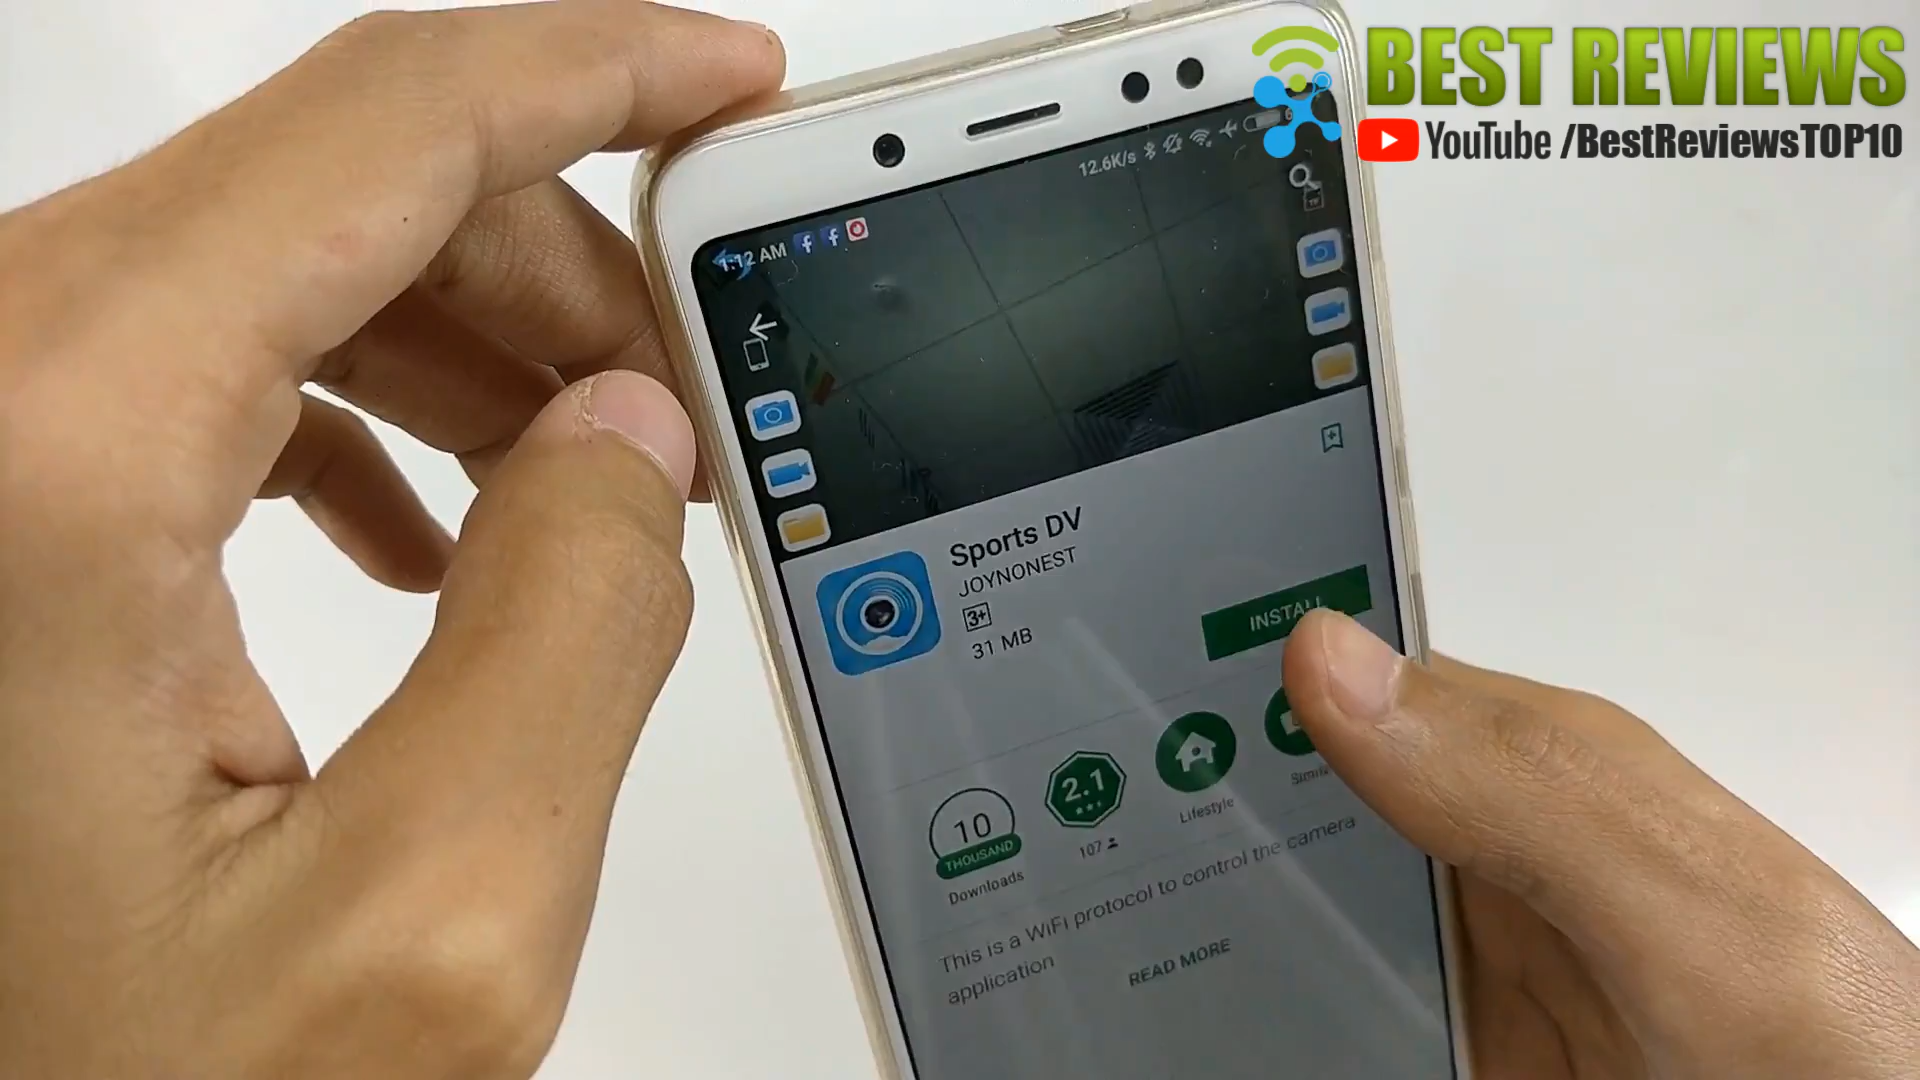 BEST REVIEWS
YouTube /BestReviewsTOP10
12.6K/s
1:12 AM
Sports DV
JOYNONEST
3+
31 MB
INSTALL
10
THOUSAND
Downloads
2.1
107
Lifestyle
This is a WiFi protocol to control the camera
application
READ MORE